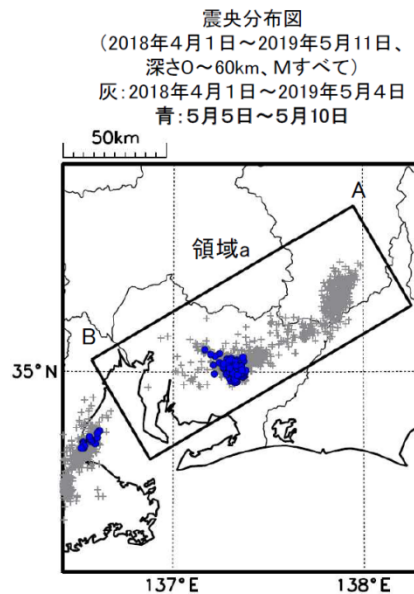 震央分布図
(2018年4月1日～2019年5月11日、
深さ0～60km、Mすべて)
灰:2018年4月1日～2019年5月4日
青:5月5日～5月10日
50km
A
領域a
B
35°N
137°E
138°E